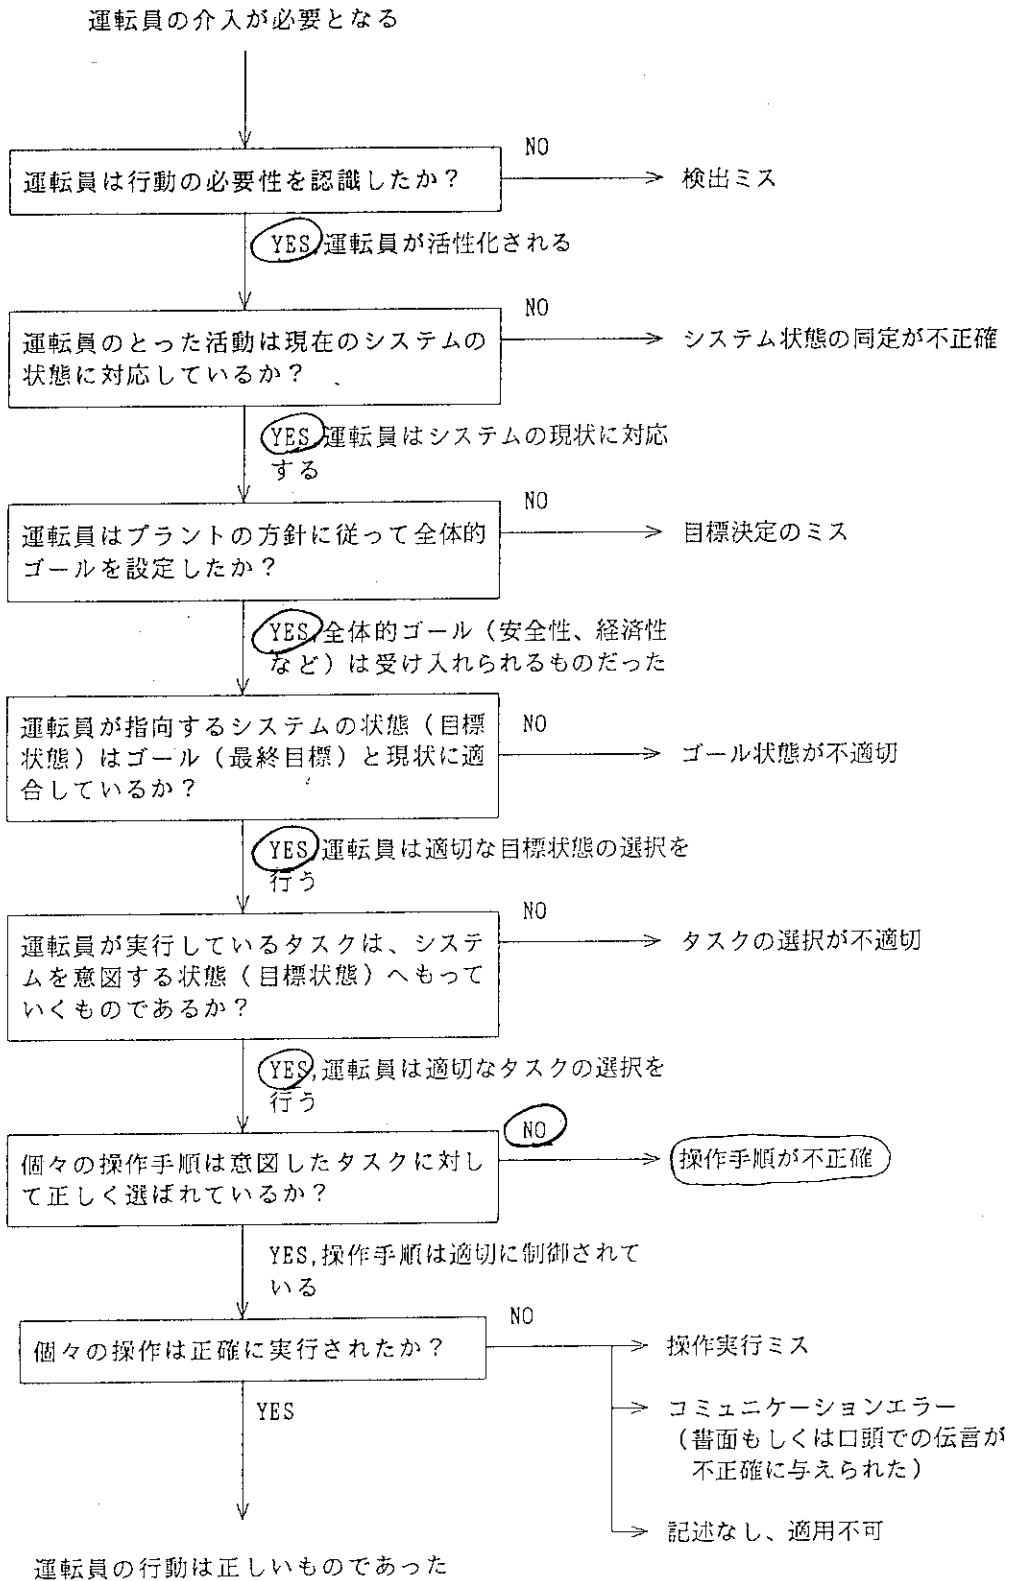 運転員の介入が必要となる
NO
運転員は行動の必要性を認識したか？
検出ミス
YES,運転員が活性化される
NO
運転員のとった活動は現在のシステムの
状態に対応しているか？
システム状態の同定が不正確
YES,運転員はシステムの現状に対応
する
NO
運転員はプラントの方針に従って全体的
ゴールを設定したか？
目標決定のミス
YES,全体的ゴール（安全性、経済性
など）は受け入れられるものだった
NO
運転員が指向するシステムの状態（目標
状態）はゴール（最終目標）と現状に適
合しているか？
ゴール状態が不適切
YES,運転員は適切な目標状態の選択を
行う
NO
運転員が実行しているタスクは、システ
ムを意図する状態（目標状態）へもって
いくものであるか？
タスクの選択が不適切
YES,運転員は適切なタスクの選択を
行う
NO
個々の操作手順は意図したタスクに対し
て正しく選ばれているか？
操作手順が不正確
YES,操作手順は適切に制御されて
いる
NO
個々の操作は正確に実行されたか？
操作実行ミス
YES
コミュニケーションエラー
（書面もしくは口頭での伝言が
不正確に与えられた）
記述なし、適用不可
運転員の行動は正しいものであった